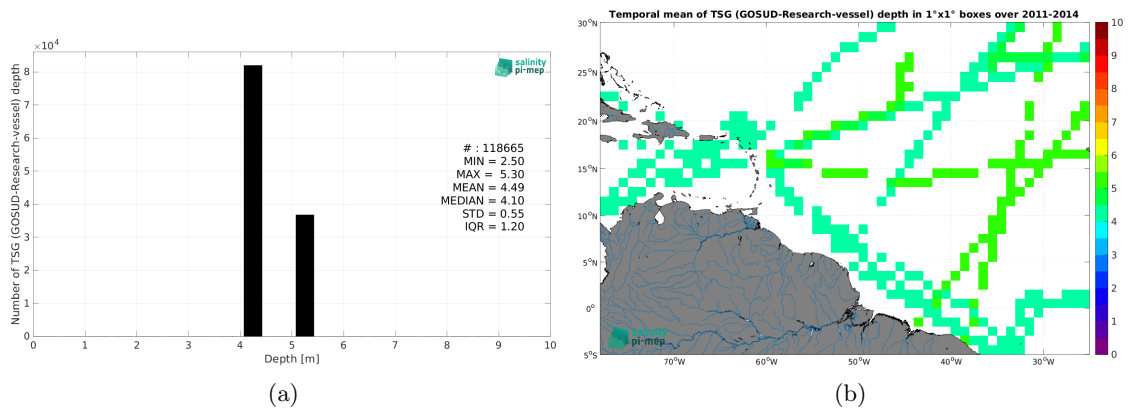 ×10⁴
8
7
6
5
4
3
2
1
0
Number of TSG (GOSUD-Research-vessel) depth
salinity
pi-mep
# : 118665
MIN = 2.50
MAX = 5.30
MEAN = 4.49
MEDIAN = 4.10
STD = 0.55
IQR = 1.20
0 1 2 3 4 5 6 7 8 9 10
Depth [m]
(a)
Temporal mean of TSG (GOSUD-Research-vessel) depth in 1°x1° boxes over 2011-2014
30°N
25°N
20°N
15°N
10°N
5°N
0°
5°S
70°W 60°W 50°W 40°W 30°W
salinity
pi-mep
10
9
8
7
6
5
4
3
2
1
0
(b)